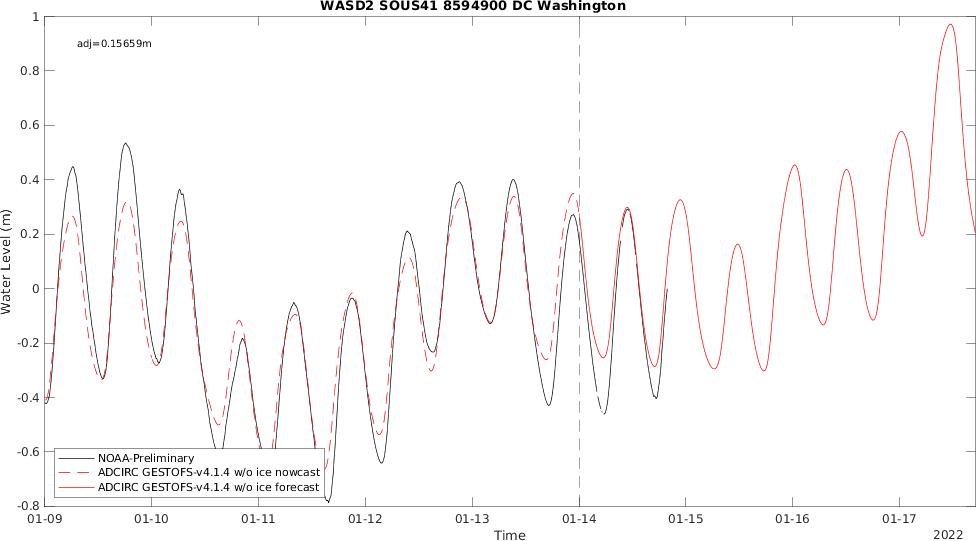 WASD2 SOUS41 8594900 DC Washington
adj=0.15659m
1
0.8
0.6
0.4
0.2
0
-0.2
-0.4
-0.6
-0.8
Water Level (m)
NOAA-Preliminary
ADCIRC GESTOFS-v4.1.4 w/o ice nowcast
ADCIRC GESTOFS-v4.1.4 w/o ice forecast
01-09 01-10 01-11 01-12 01-13 01-14 01-15 01-16 01-17
Time
2022